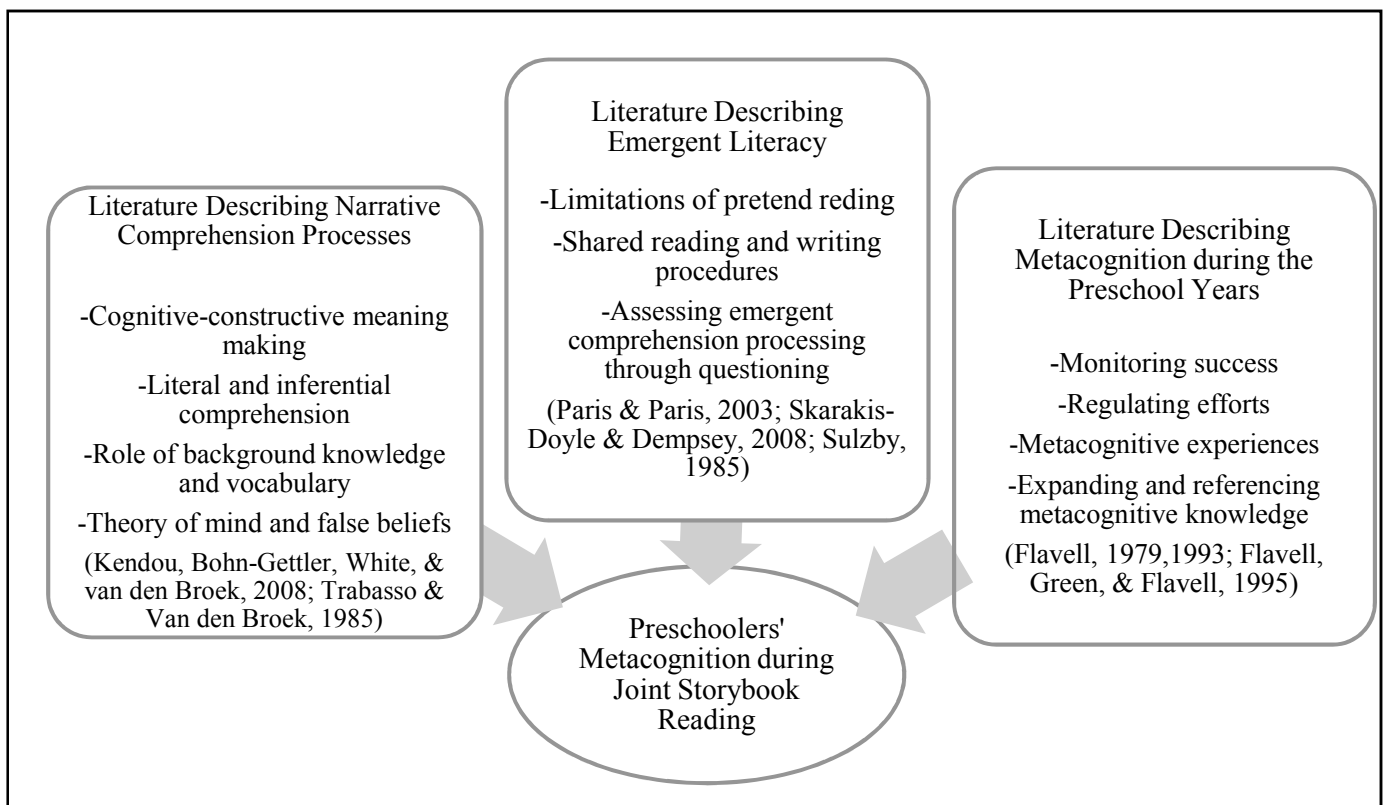 Literature Describing Narrative
Comprehension Processes
-Cognitive-constructive meaning
making
-Literal and inferential
comprehension
-Role of background knowledge
and vocabulary
-Theory of mind and false beliefs
(Kendou, Bohn-Gettler, White, &
van den Broek, 2008; Trabasso &
Van den Broek, 1985)
Literature Describing
Emergent Literacy
-Limitations of pretend reding
-Shared reading and writing
procedures
-Assessing emergent
comprehension processing
through questioning
(Paris & Paris, 2003; Skarakis-
Doyle & Dempsey, 2008; Sulzby,
1985)
Literature Describing
Metacognition during the
Preschool Years
-Monitoring success
-Regulating efforts
-Metacognitive experiences
-Expanding and referencing
metacognitive knowledge
(Flavell, 1979,1993; Flavell,
Green, & Flavell, 1995)
Preschoolers'
Metacognition during
Joint Storybook
Reading